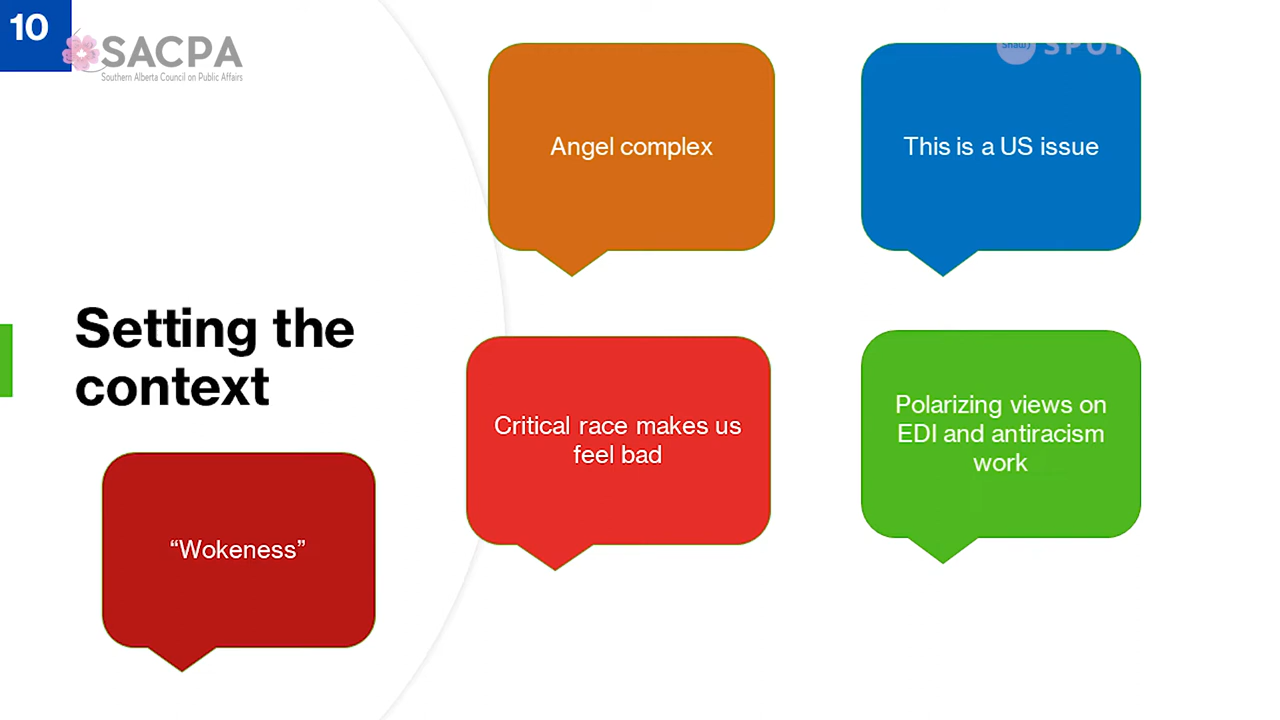 10
SACPA
Southern Alberta Council on Public Affairs
Shaw)
Angel complex
This is a US issue
Setting the
context
Critical race makes us
feel bad
Polarizing views on
EDI and antiracism
work
“Wokeness”